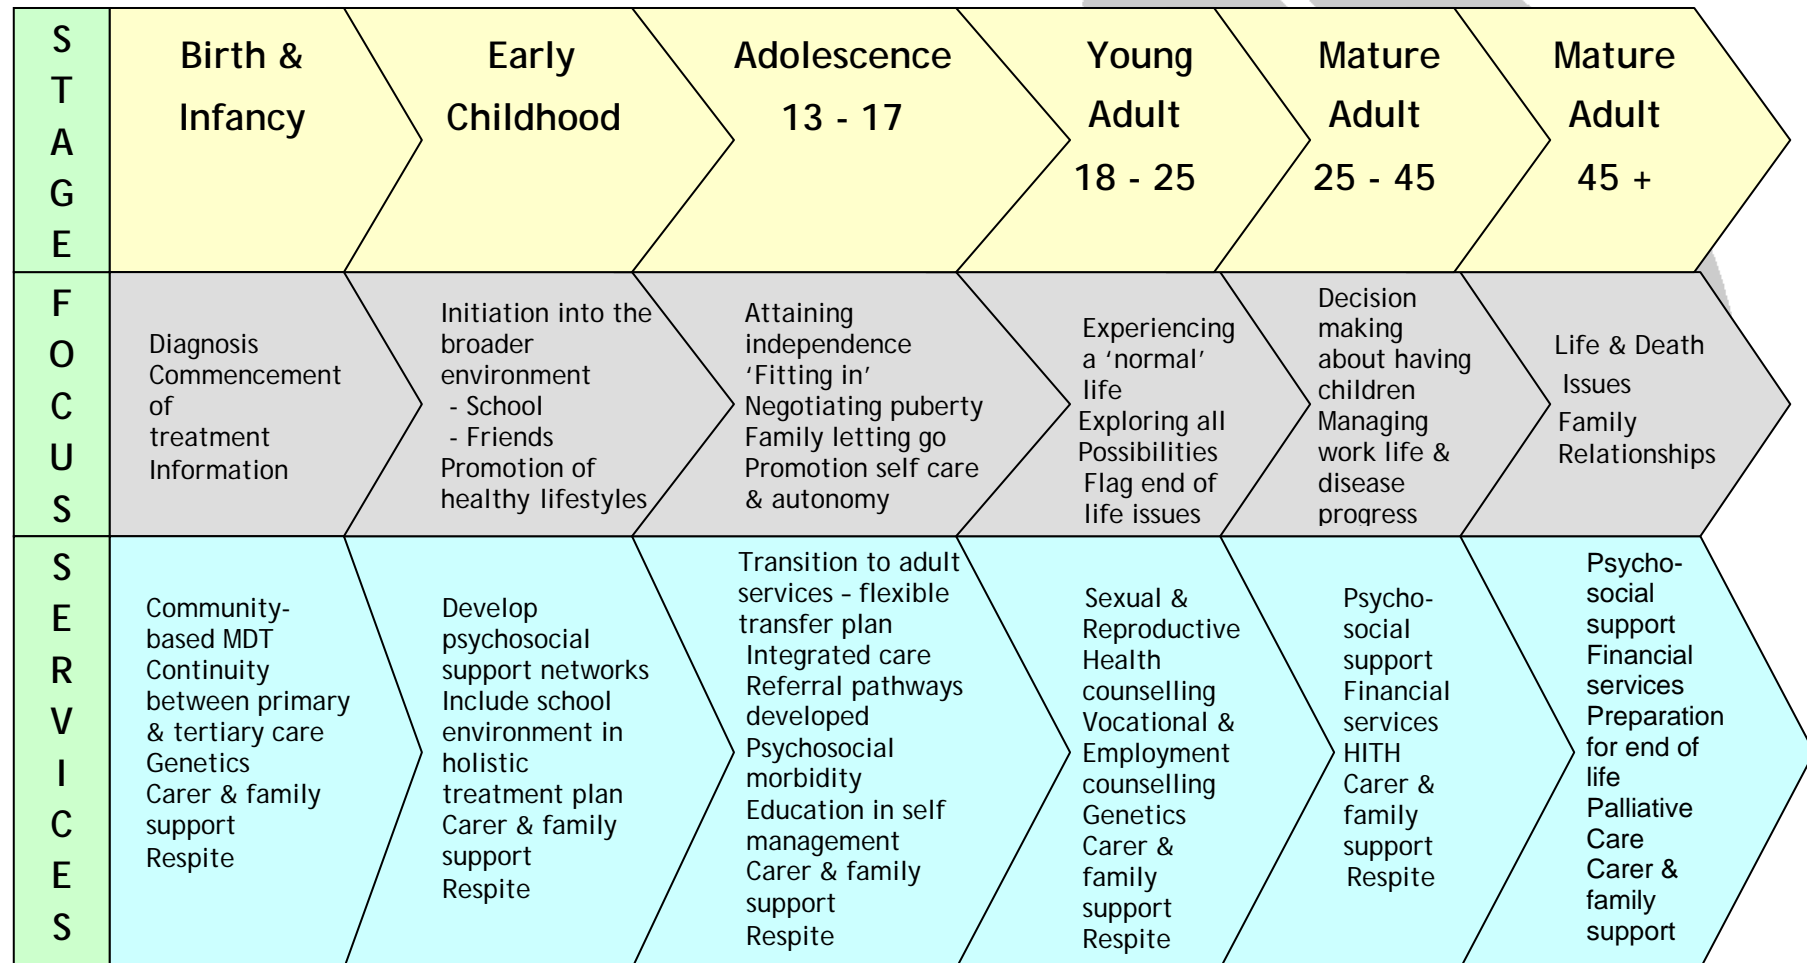 STAGE
Birth &
Infancy
Early
Childhood
Adolescence
13 - 17
Young
Adult
18 - 25
Mature
Adult
25 - 45
Mature
Adult
45 +
FOCUS
Diagnosis
Commencement
of
treatment
Information
Initiation into the
broader
environment
- School
- Friends
Promotion of
healthy lifestyles
Attaining
independence
‘Fitting in’
Negotiating puberty
Family letting go
Promotion self care
& autonomy
Experiencing
a ‘normal’
life
Exploring all
Possibilities
Flag end of
life issues
Decision
making
about having
children
Managing
work life &
disease
progress
Life & Death
Issues
Family
Relationships
SERVICES
Community-
based MDT
Continuity
between primary
& tertiary care
Genetics
Carer & family
support
Respite
Develop
psychosocial
support networks
Include school
environment in
holistic
treatment plan
Carer & family
support
Respite
Transition to adult
services – flexible
transfer plan
Integrated care
Referral pathways
developed
Psychosocial
morbidity
Education in self
management
Carer & family
support
Respite
Sexual &
Reproductive
Health
counselling
Vocational &
Employment
counselling
Genetics
Carer &
family
support
Respite
Psycho-
social
support
Financial
services
HITH
Carer &
family
support
Respite
Psycho-
social
support
Financial
services
Preparation
for end of
life
Palliative
Care
Carer &
family
support